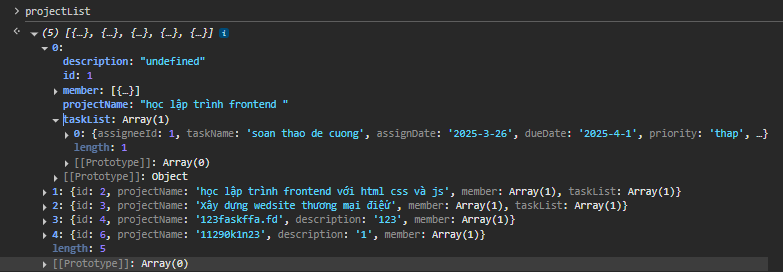 projectList
(5) [{…}, {…}, {…}, {…}, {…}] i
0:
description: "undefined"
id: 1
member: [{…}]
projectName: "học lập trình frontend "
taskList: Array(1)
0: {assigneeId: 1, taskName: 'soan thao de cuong', assignDate: '2025-3-26', dueDate: '2025-4-1', priority: 'thap', …}
length: 1
[[Prototype]]: Array(0)
[[Prototype]]: Object
1: {id: 2, projectName: 'học lập trình frontend với html css và js', member: Array(1), taskList: Array(1)}
2: {id: 3, projectName: 'Xây dựng wedsite thương mại điểử', member: Array(1), taskList: Array(1)}
3: {id: 4, projectName: '123faskffa.fd', description: '123', member: Array(1)}
4: {id: 6, projectName: '11290k1n23', description: '1', member: Array(1)}
length: 5
[[Prototype]]: Array(0)